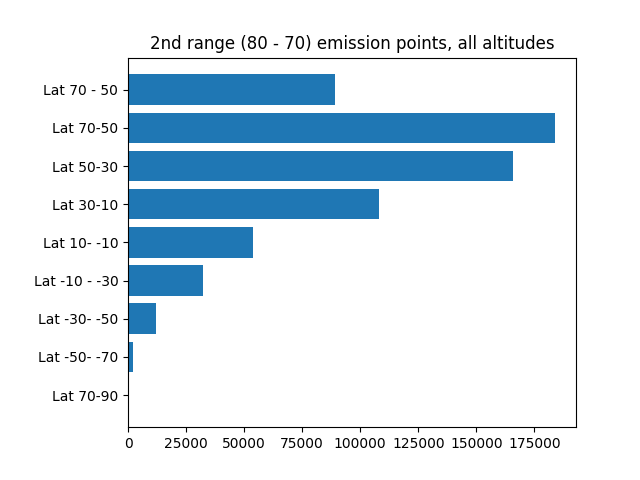 2nd range (80 - 70) emission points, all altitudes
Lat 70 - 50
Lat 70-50
Lat 50-30
Lat 30-10
Lat 10- -10
Lat -10 - -30
Lat -30- -50
Lat -50- -70
Lat 70-90
0 25000 50000 75000 100000 125000 150000 175000